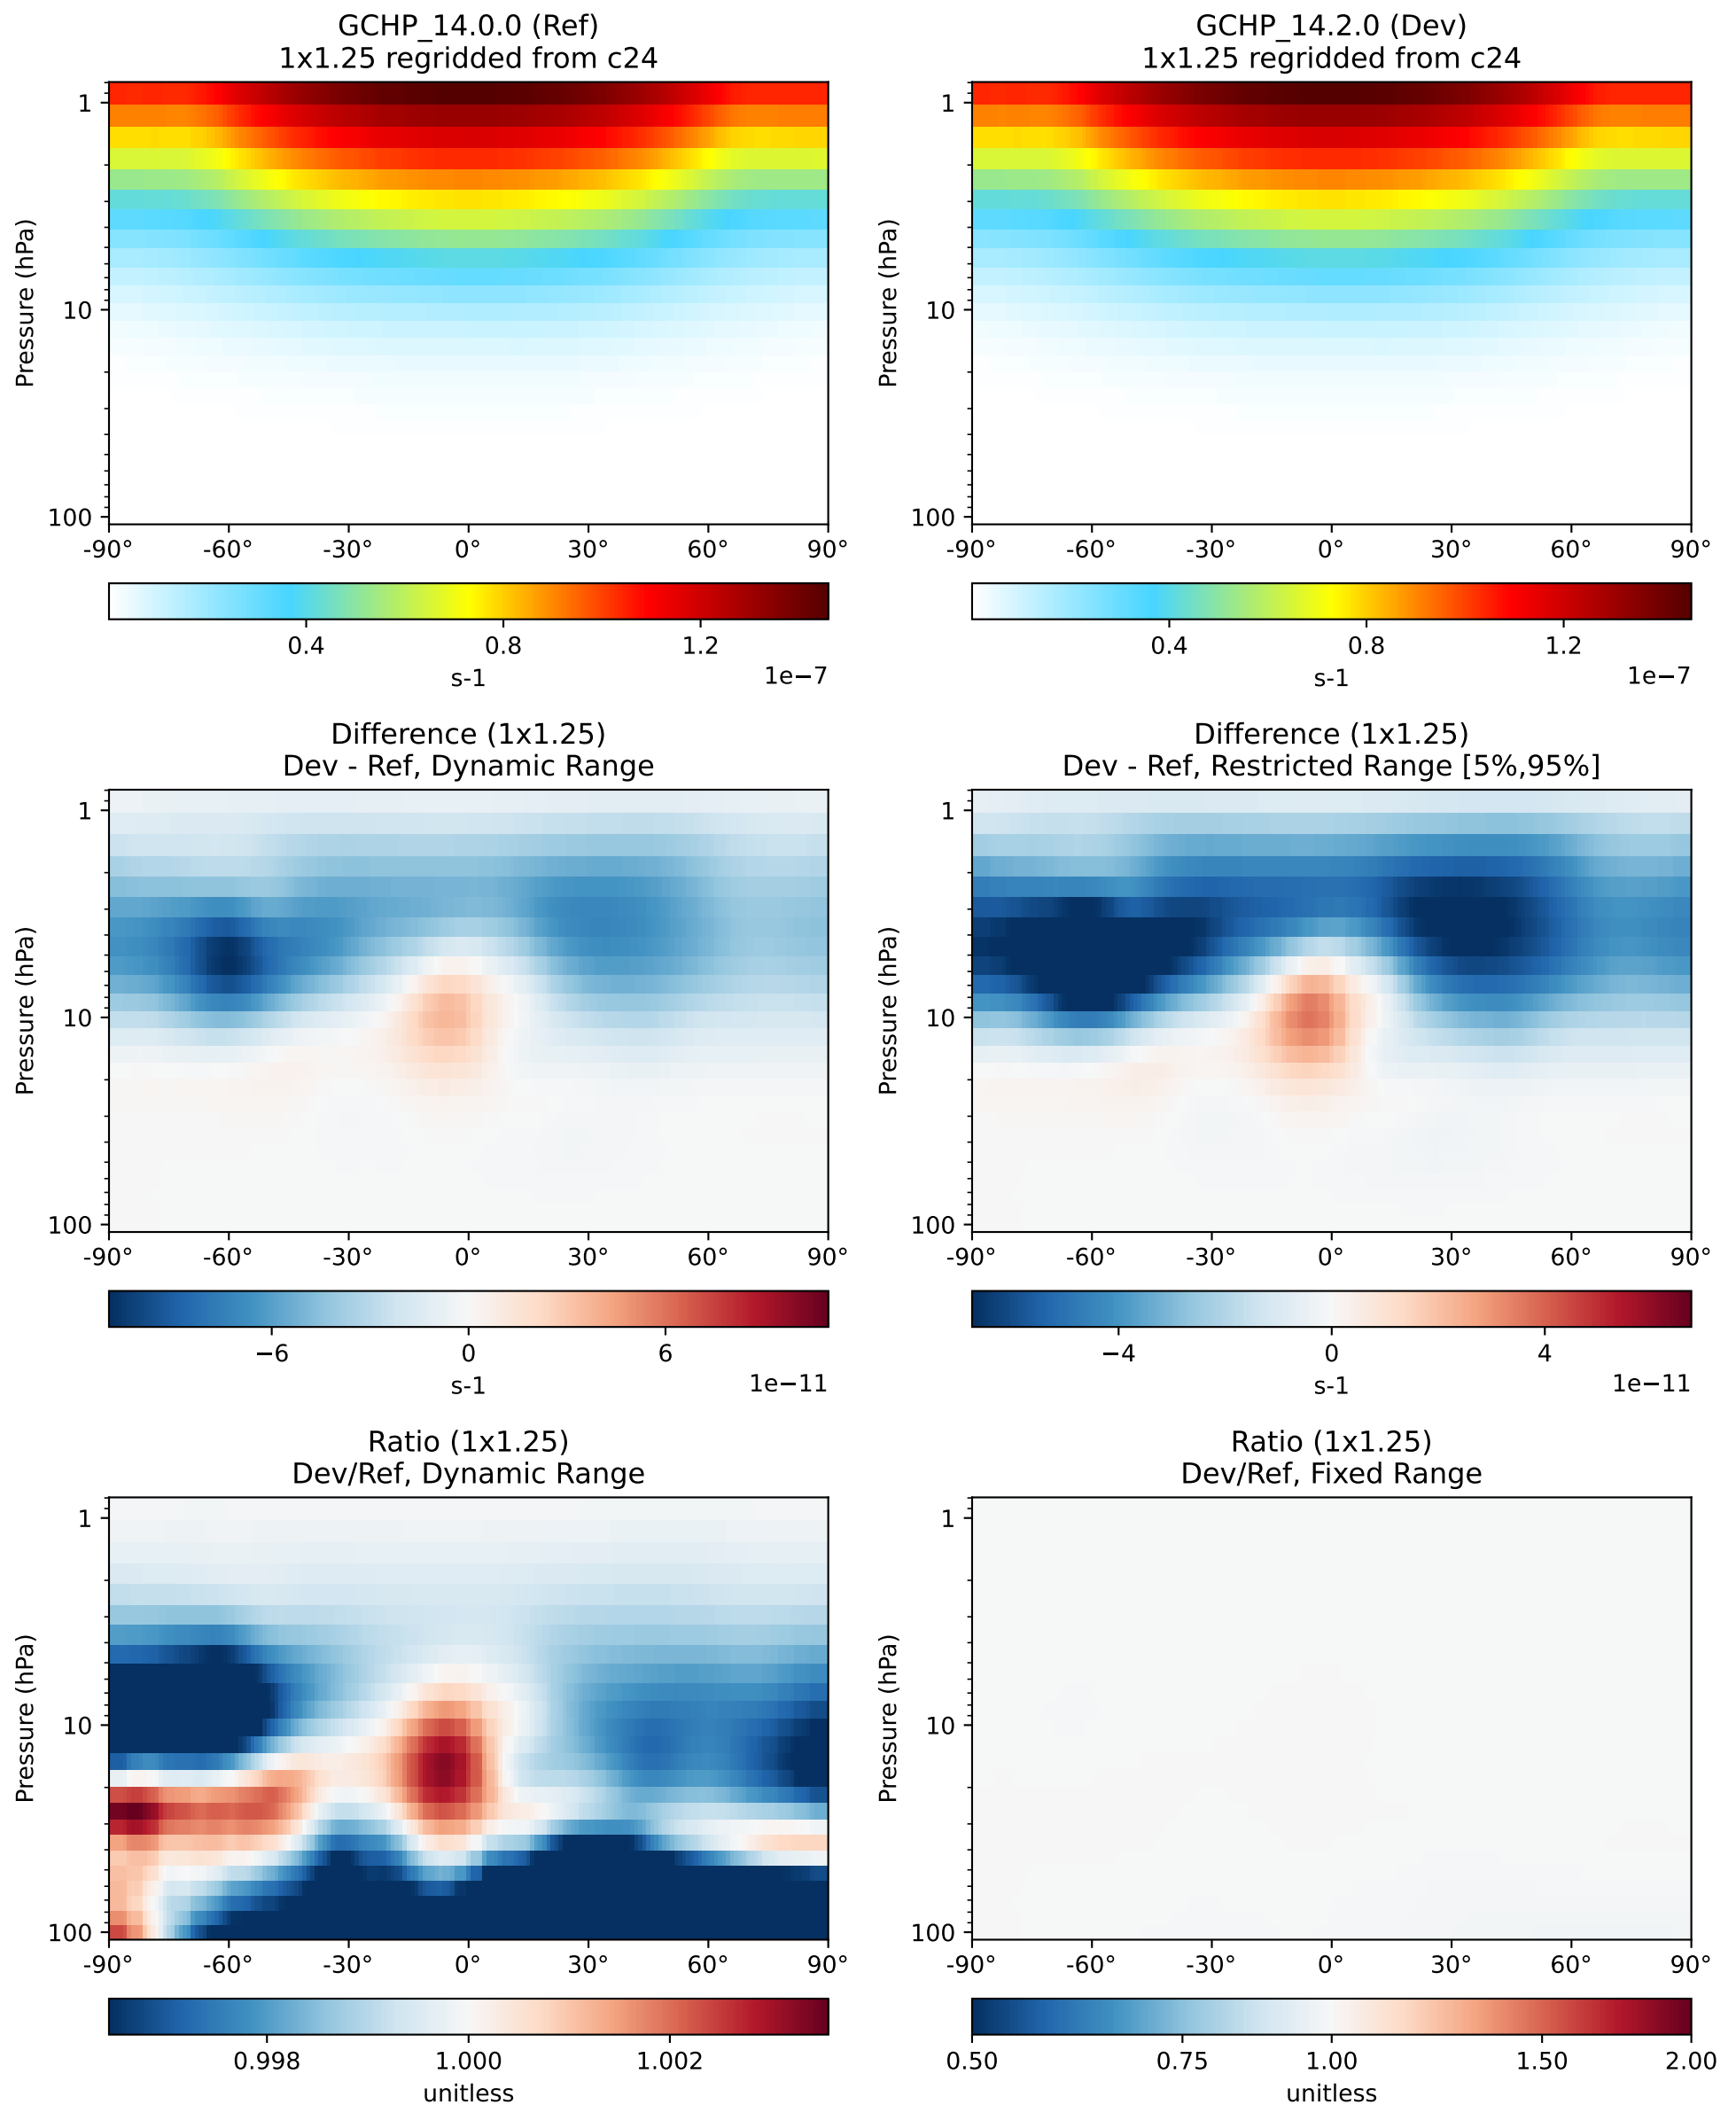 GCHP_14.0.0 (Ref)
1x1.25 regridded from c24
Pressure (hPa)
1
10
100
-90°
-60°
-30°
0°
30°
60°
90°
0.4
0.8
1.2
s-1
1e−7
GCHP_14.2.0 (Dev)
1x1.25 regridded from c24
Pressure (hPa)
1
10
100
-90°
-60°
-30°
0°
30°
60°
90°
0.4
0.8
1.2
s-1
1e−7
Difference (1x1.25)
Dev - Ref, Dynamic Range
Pressure (hPa)
1
10
100
-90°
-60°
-30°
0°
30°
60°
90°
−6
0
6
s-1
1e−11
Difference (1x1.25)
Dev - Ref, Restricted Range [5%,95%]
Pressure (hPa)
1
10
100
-90°
-60°
-30°
0°
30°
60°
90°
−4
0
4
s-1
1e−11
Ratio (1x1.25)
Dev/Ref, Dynamic Range
Pressure (hPa)
1
10
100
-90°
-60°
-30°
0°
30°
60°
90°
0.998
1.000
1.002
unitless
Ratio (1x1.25)
Dev/Ref, Fixed Range
Pressure (hPa)
1
10
100
-90°
-60°
-30°
0°
30°
60°
90°
0.50
0.75
1.00
1.50
2.00
unitless